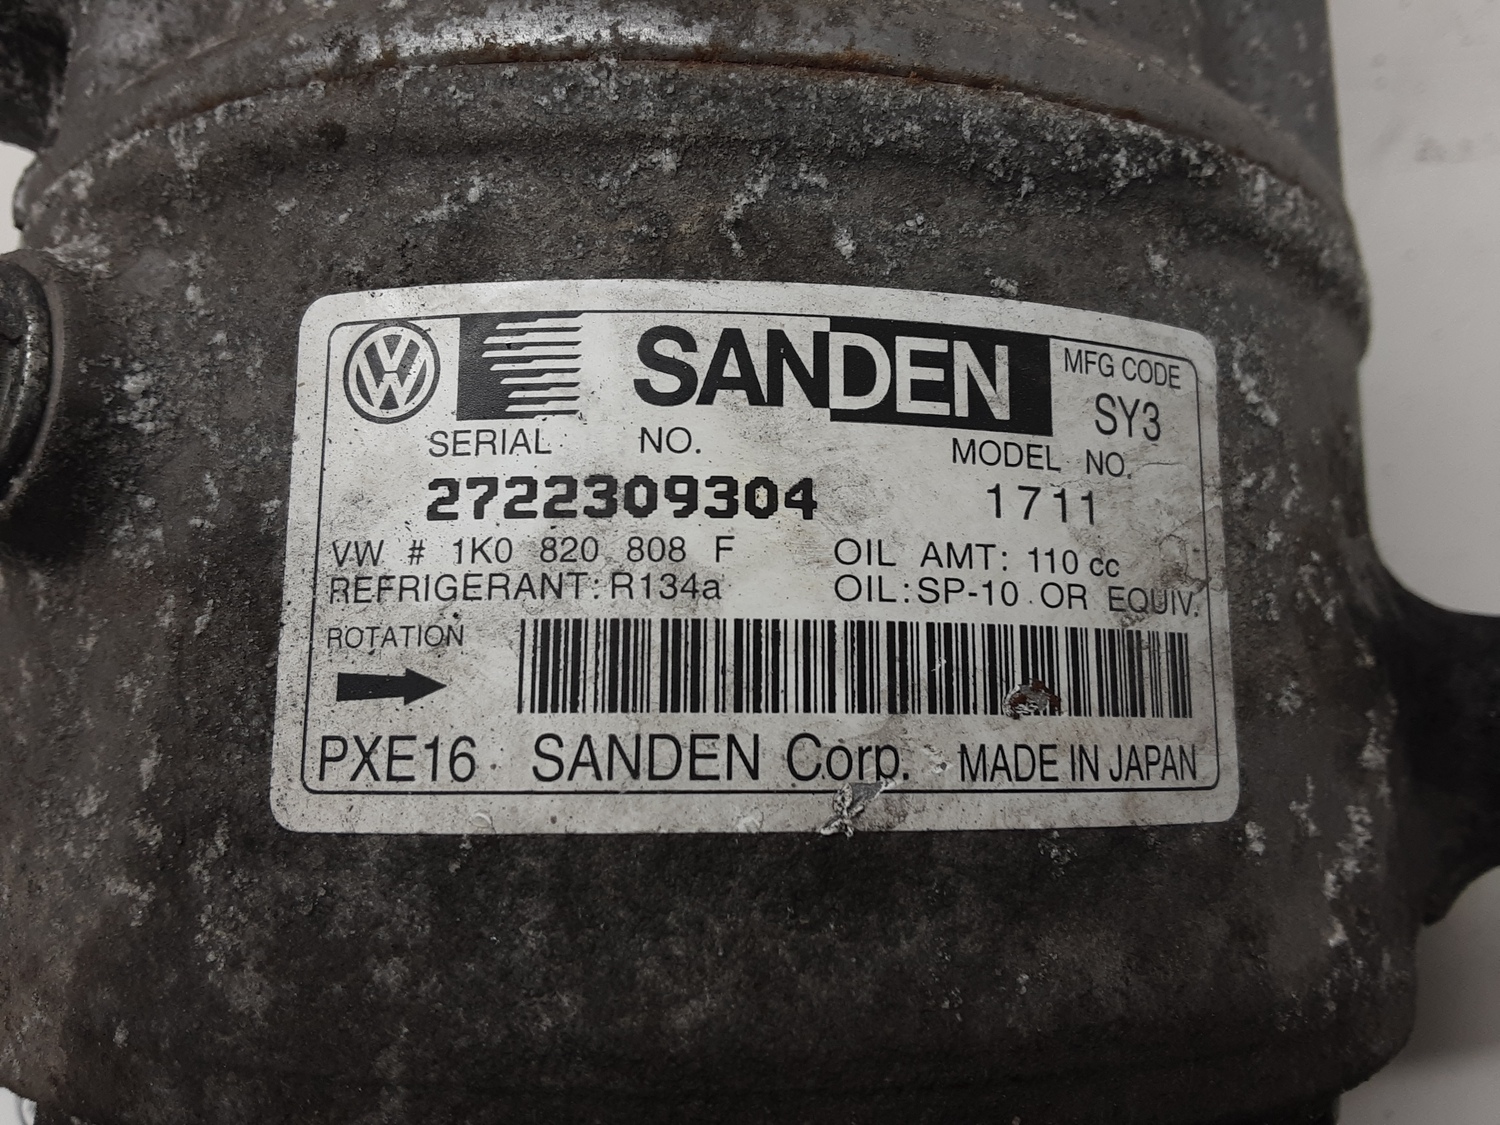 VW SANDEN MFG CODE
SY3
SERIAL NO. MODEL NO.
2722309304 1711
VW # 1K0 820 808 F OIL AMT: 110 cc
REFRIGERANT: R134a OIL: SP-10 OR EQUIV.
ROTATION
PXE16 SANDEN Corp. MADE IN JAPAN